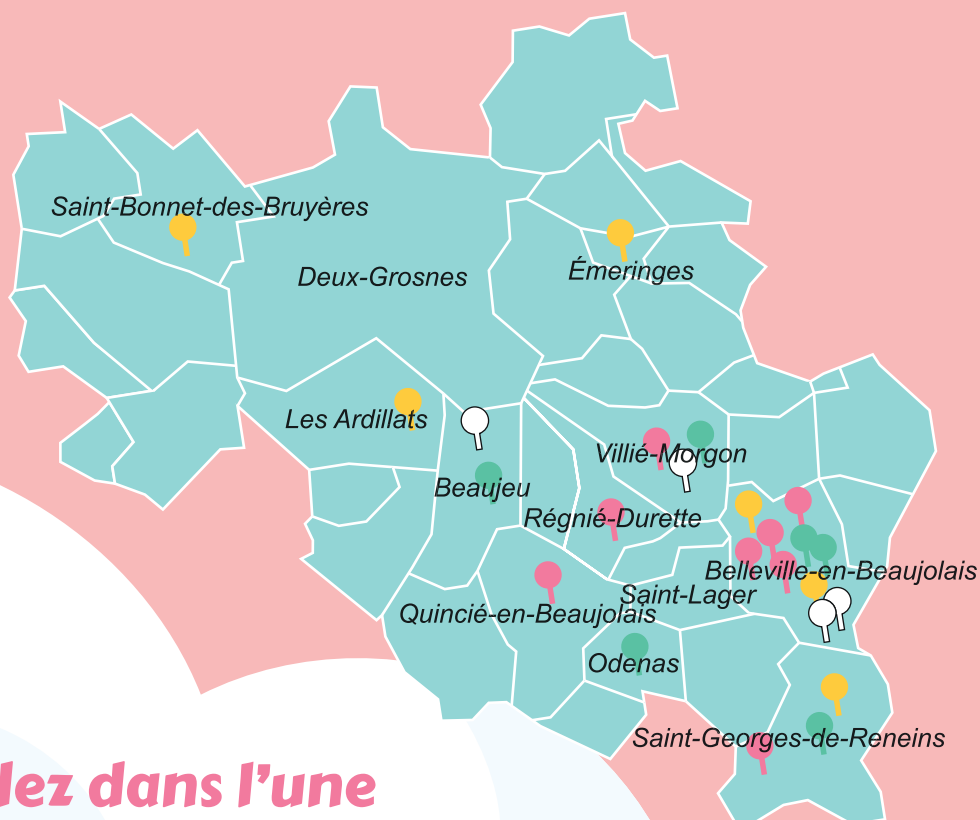 Saint-Bonnet-des-Bruyères
Deux-Grosnes
Émeringes
Les Ardillats
Villié-Morgon
Beaujeu
Régnié-Durette
Belleville-en-Beaujolais
Saint-Lager
Quincié-en-Beaujolais
Odenas
Saint-Georges-de-Reneins
lez dans l'une